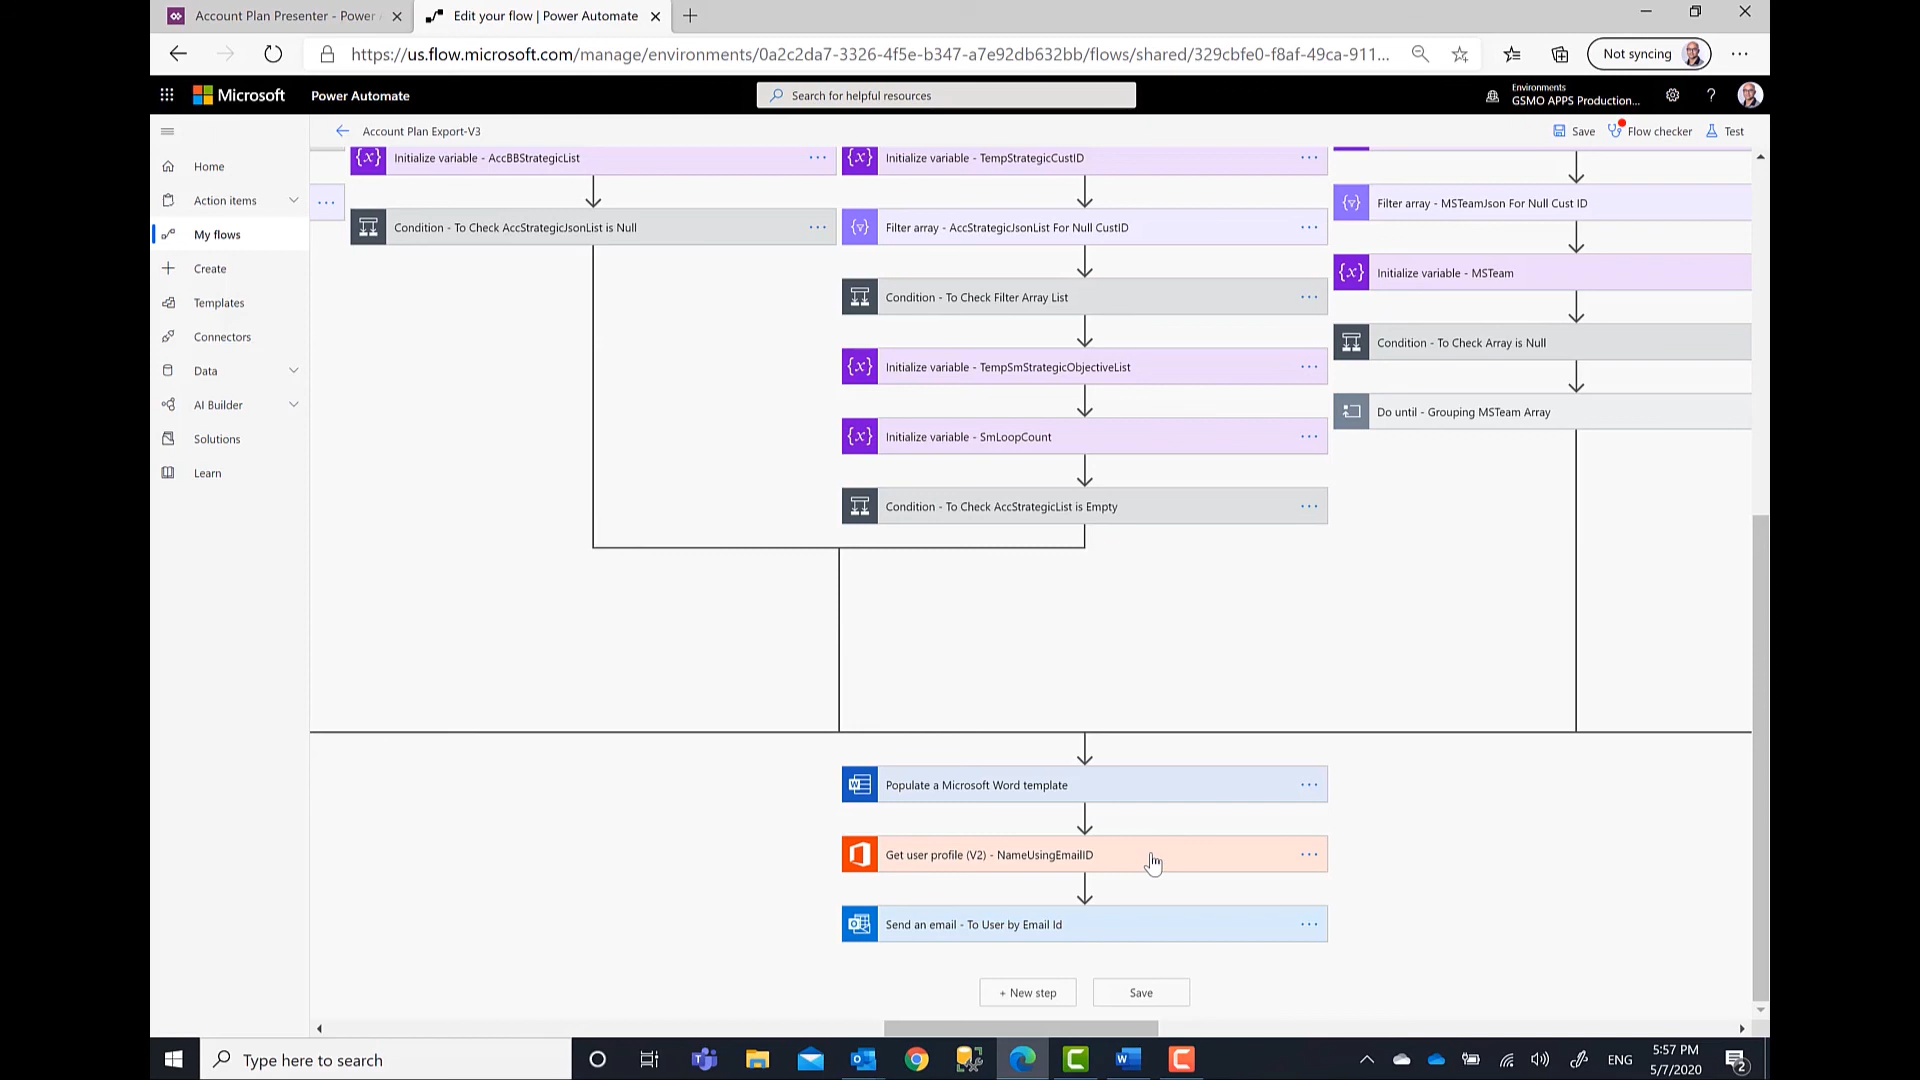 Account Plan Presenter - Power A
Edit your flow | Power Automate
https://us.flow.microsoft.com/manage/environments/0a2c2da7-3326-4f5e-b347-a7e92db632bb/flows/shared/329cbfe0-f8af-49ca-911...
Not syncing
Microsoft
Power Automate
Search for helpful resources
Environments
GSMO APPS Production...
?
Account Plan Export-V3
Save
Flow checker
Test
Home
Action items
My flows
Create
Templates
Connectors
Data
AI Builder
Solutions
Learn
Initialize variable - AccBBStrategicList
Condition - To Check AccStrategicJsonList is Null
Initialize variable - TempStrategicCustID
Filter array - AccStrategicJsonList For Null CustID
Condition - To Check Filter Array List
Initialize variable - TempSmStrategicObjectiveList
Initialize variable - SmLoopCount
Condition - To Check AccStrategicList is Empty
Filter array - MSTeamJson For Null Cust ID
Initialize variable - MSTeam
Condition - To Check Array is Null
Do until - Grouping MSTeam Array
Populate a Microsoft Word template
Get user profile (V2) - NameUsingEmailID
Send an email - To User by Email Id
+ New step
Save
Type here to search
ENG
5:57 PM
5/7/2020
2